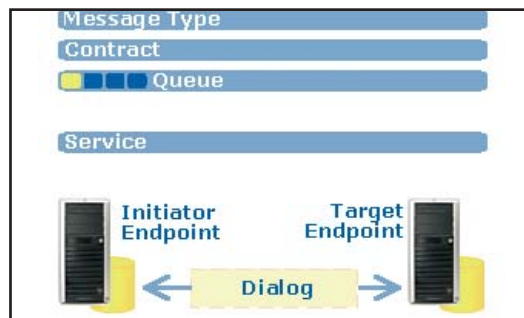 Message Type
Contract
Queue
Service
Initiator
Endpoint
Target
Endpoint
Dialog